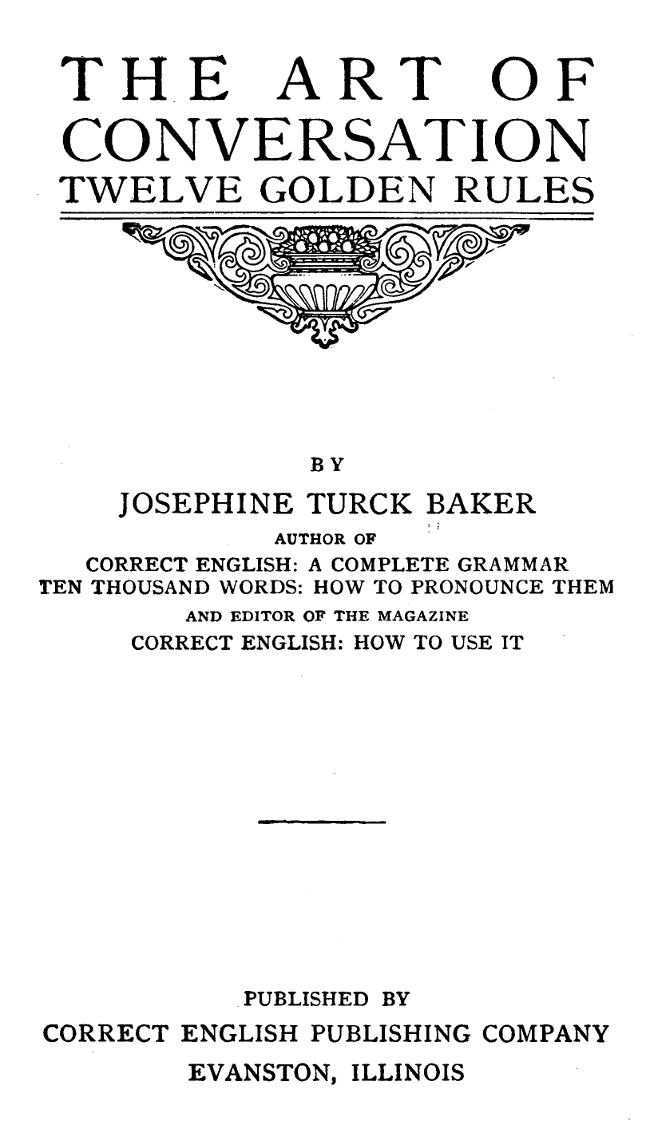 THE ART OF
CONVERSATION
TWELVE GOLDEN RULES
BY
JOSEPHINE TURCK BAKER
AUTHOR OF
CORRECT ENGLISH: A COMPLETE GRAMMAR
TEN THOUSAND WORDS: HOW TO PRONOUNCE THEM
AND EDITOR OF THE MAGAZINE
CORRECT ENGLISH: HOW TO USE IT
PUBLISHED BY
CORRECT ENGLISH PUBLISHING COMPANY
EVANSTON, ILLINOIS